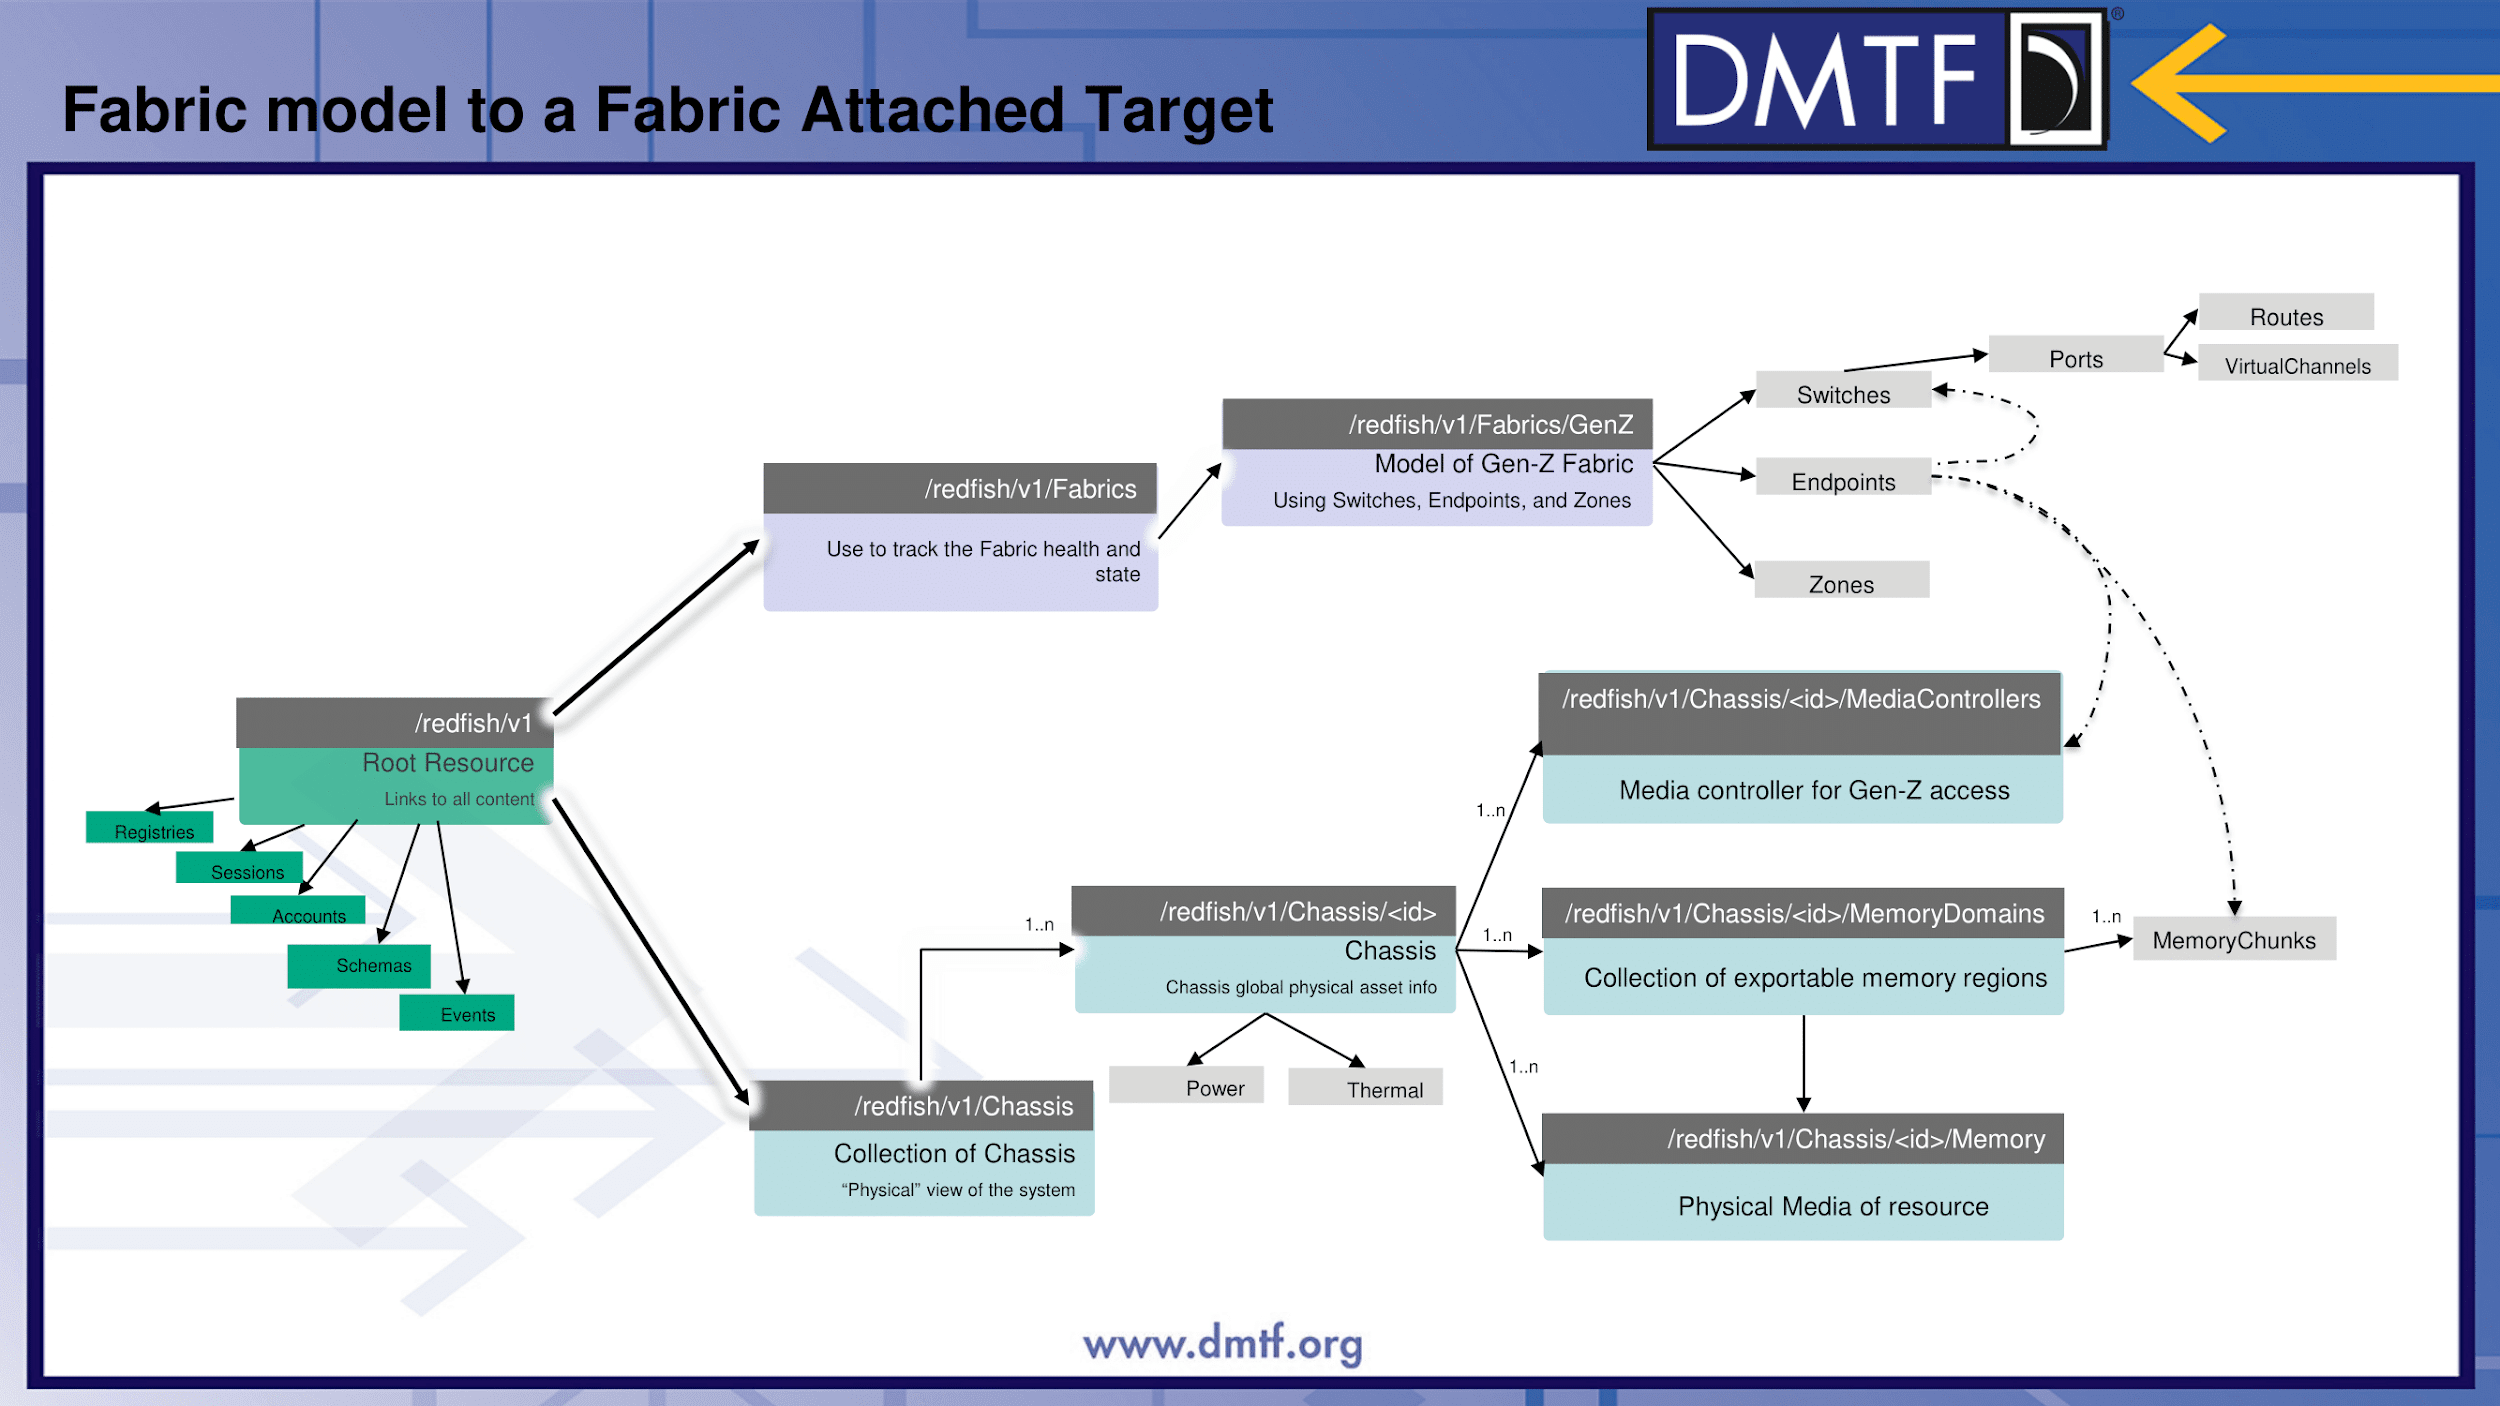 DMTF
®
Fabric model to a Fabric Attached Target
Routes
Ports
VirtualChannels
Switches
/redfish/v1/Fabrics/GenZ
Model of Gen-Z Fabric
Using Switches, Endpoints, and Zones
Endpoints
Zones
/redfish/v1/Fabrics
Use to track the Fabric health and
state
/redfish/v1
Root Resource
Links to all content
Registries
Sessions
Accounts
Schemas
Events
/redfish/v1/Chassis/<id>/MediaControllers
Media controller for Gen-Z access
1..n
1..n
/redfish/v1/Chassis/<id>
Chassis
Chassis global physical asset info
1..n
/redfish/v1/Chassis/<id>/MemoryDomains
Collection of exportable memory regions
1..n
MemoryChunks
Power
Thermal
1..n
/redfish/v1/Chassis
Collection of Chassis
“Physical” view of the system
/redfish/v1/Chassis/<id>/Memory
Physical Media of resource
www.dmtf.org